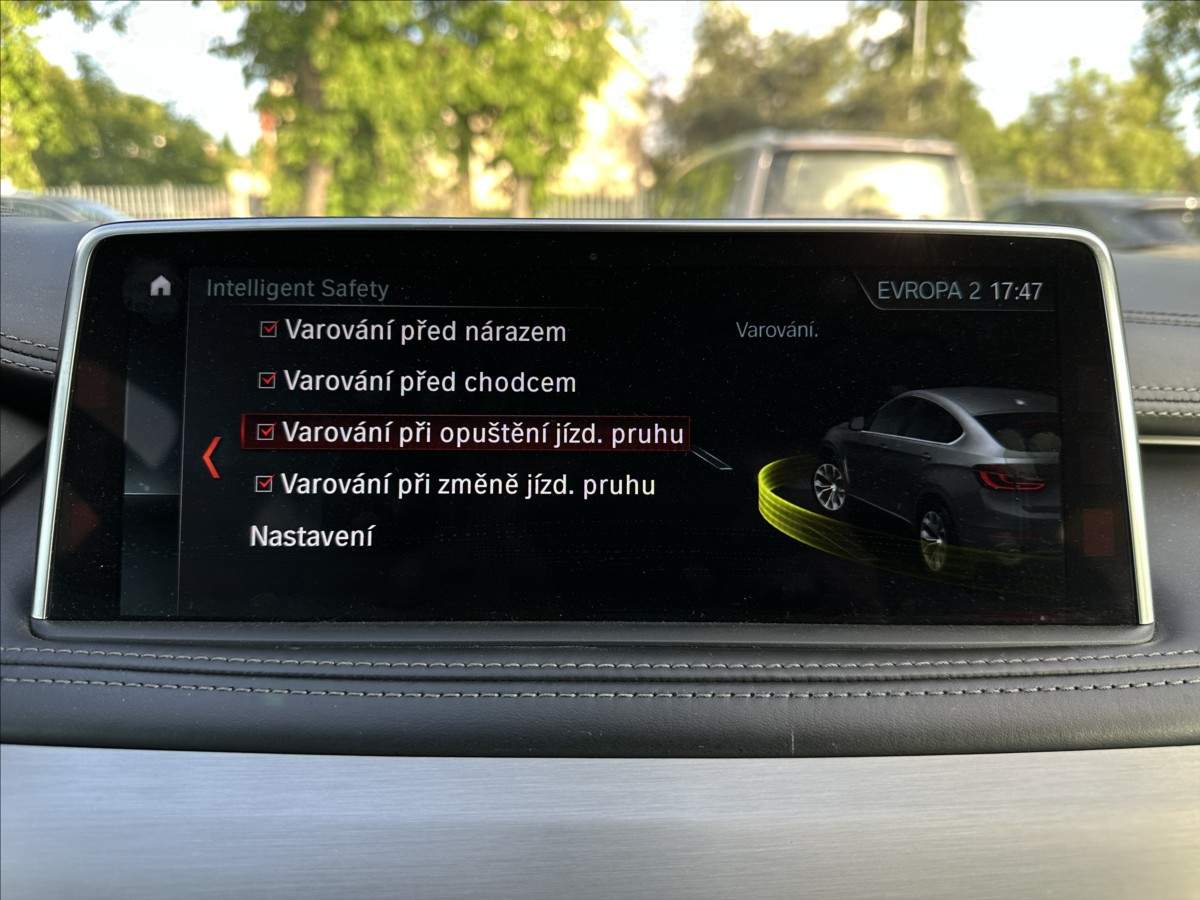 Intelligent Safety
EVROPA 2 17:47
Varování před nárazem
Varování.
Varování před chodcem
Varování při opuštění jízd. pruhu
Varování při změně jízd. pruhu
Nastavení